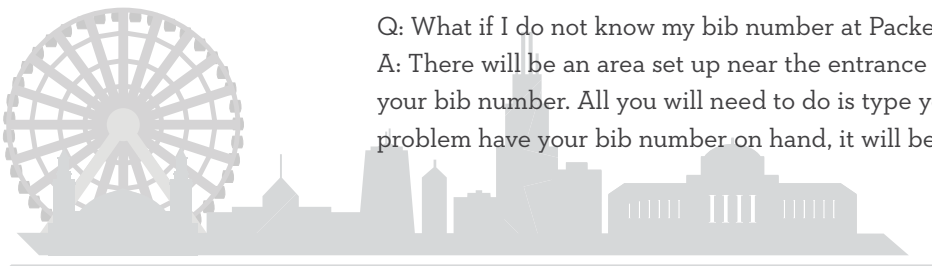 Q: What if I do not know my bib number at Packe
A: There will be an area set up near the entrance
your bib number. All you will need to do is type y
problem have your bib number on hand, it will be